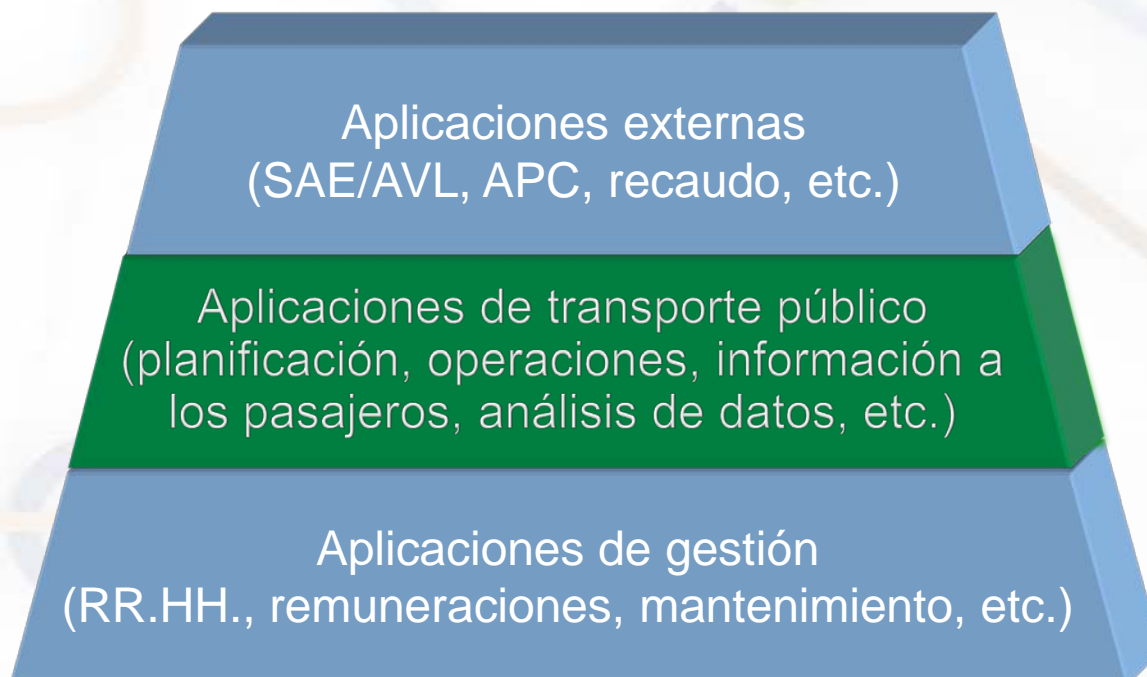 Aplicaciones externas
(SAE/AVL, APC, recaudo, etc.)
Aplicaciones de transporte público
(planificación, operaciones, información a
los pasajeros, análisis de datos, etc.)
Aplicaciones de gestión
(RR.HH., remuneraciones, mantenimiento, etc.)